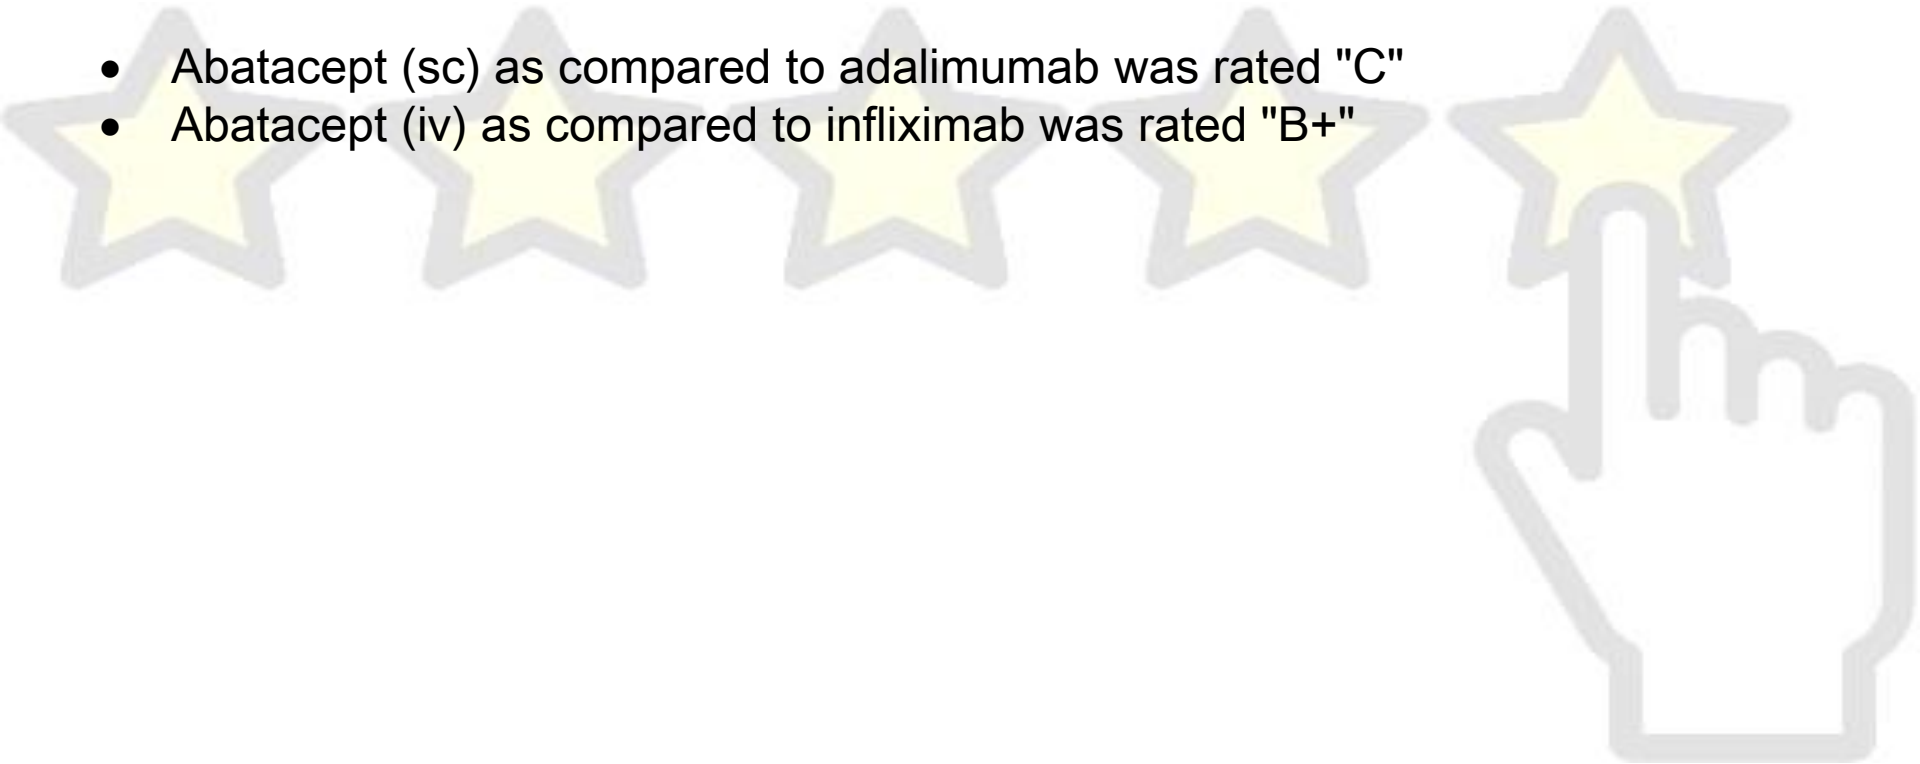 • Abatacept (sc) as compared to adalimumab was rated "C"
• Abatacept (iv) as compared to infliximab was rated "B+"